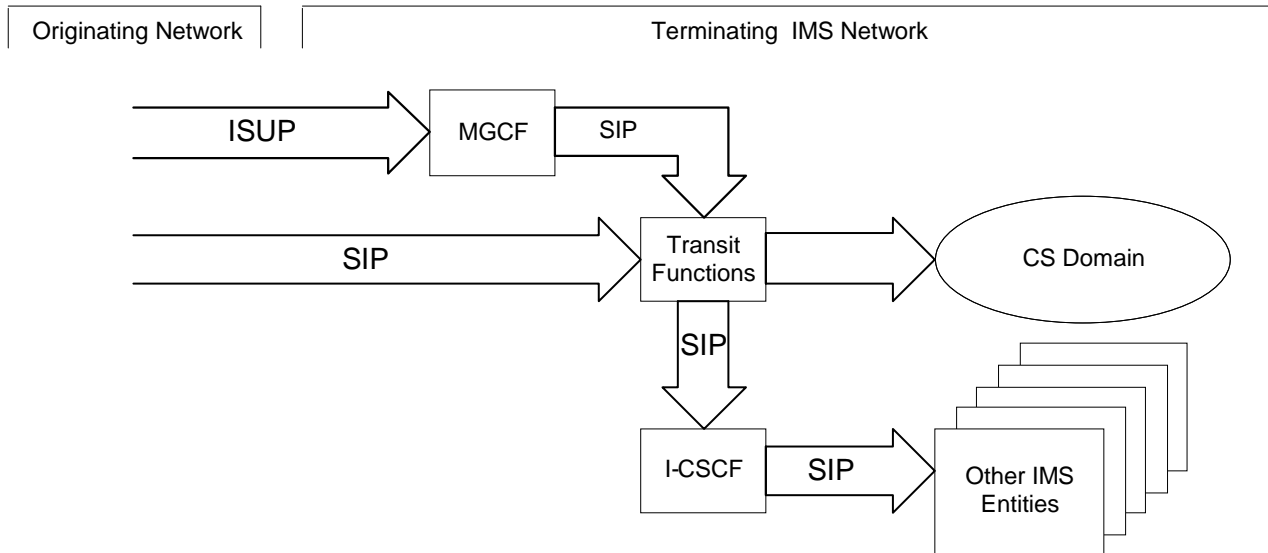 Originating Network
Terminating IMS Network
ISUP
MGCF
SIP
SIP
Transit
Functions
CS Domain
SIP
I-CSCF
SIP
Other IMS
Entities